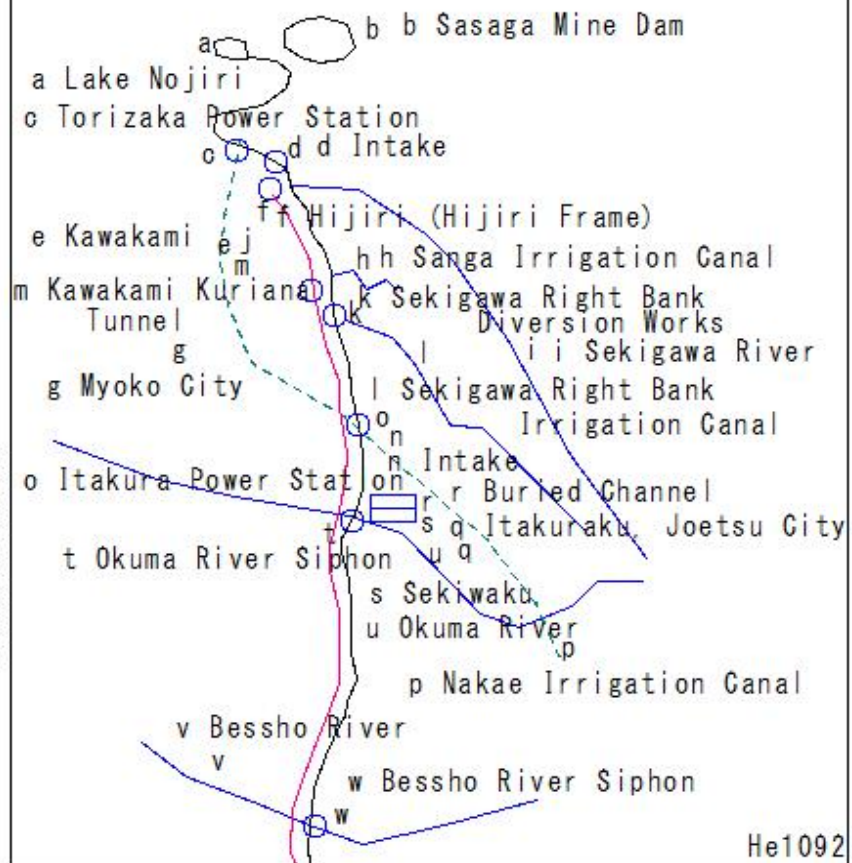 a
b b Sasaga Mine Dam
a Lake Nojiri
c Torizaka Power Station
c
d d Intake
f f Hijiri (Hijiri Frame)
e Kawakami e j
m
h h Sanga Irrigation Canal
m Kawakami Kuriana
Tunnel
k k Sekigawa Right Bank
Diversion Works
g
l
i i Sekigawa River
g Myoko City
l Sekigawa Right Bank
Irrigation Canal
o
n
n Intake
o Itakura Power Station
r r Buried Channel
s q Itakuraku, Joetsu City
t
t Okuma River Siphon
u q
s Sekiwaku
u Okuma River
p
p Nakae Irrigation Canal
v Bessho River
v
w Bessho River Siphon
w
He1092